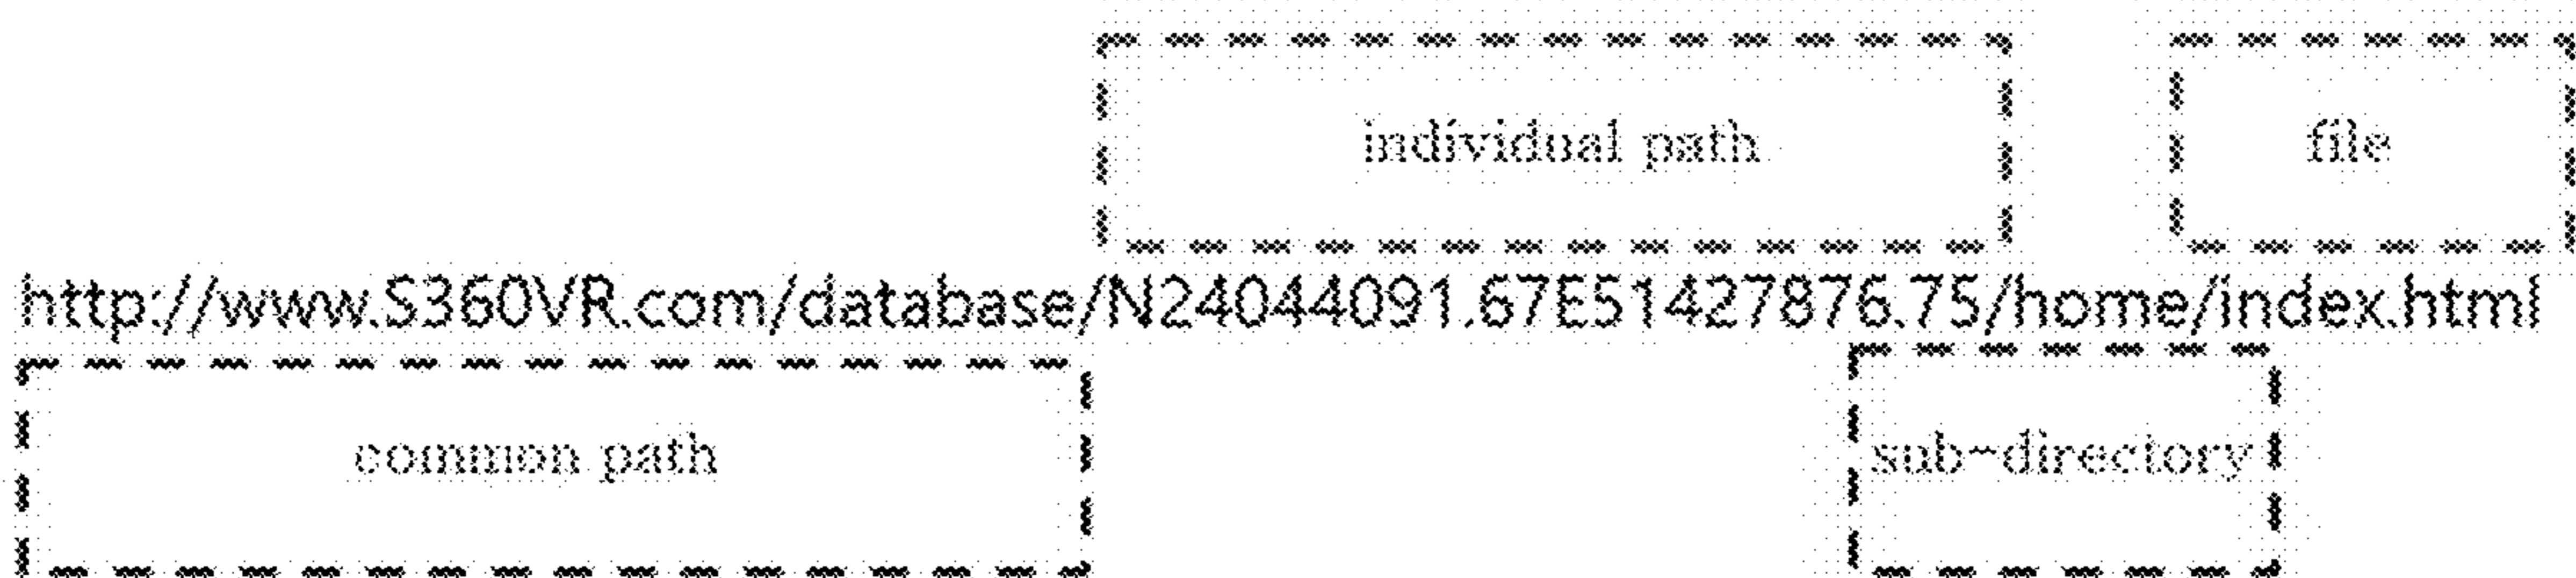 individual path
file
http://www.S360VR.com/database/N24044091.67E51427876.75/home/index.html
common path
sub-directory